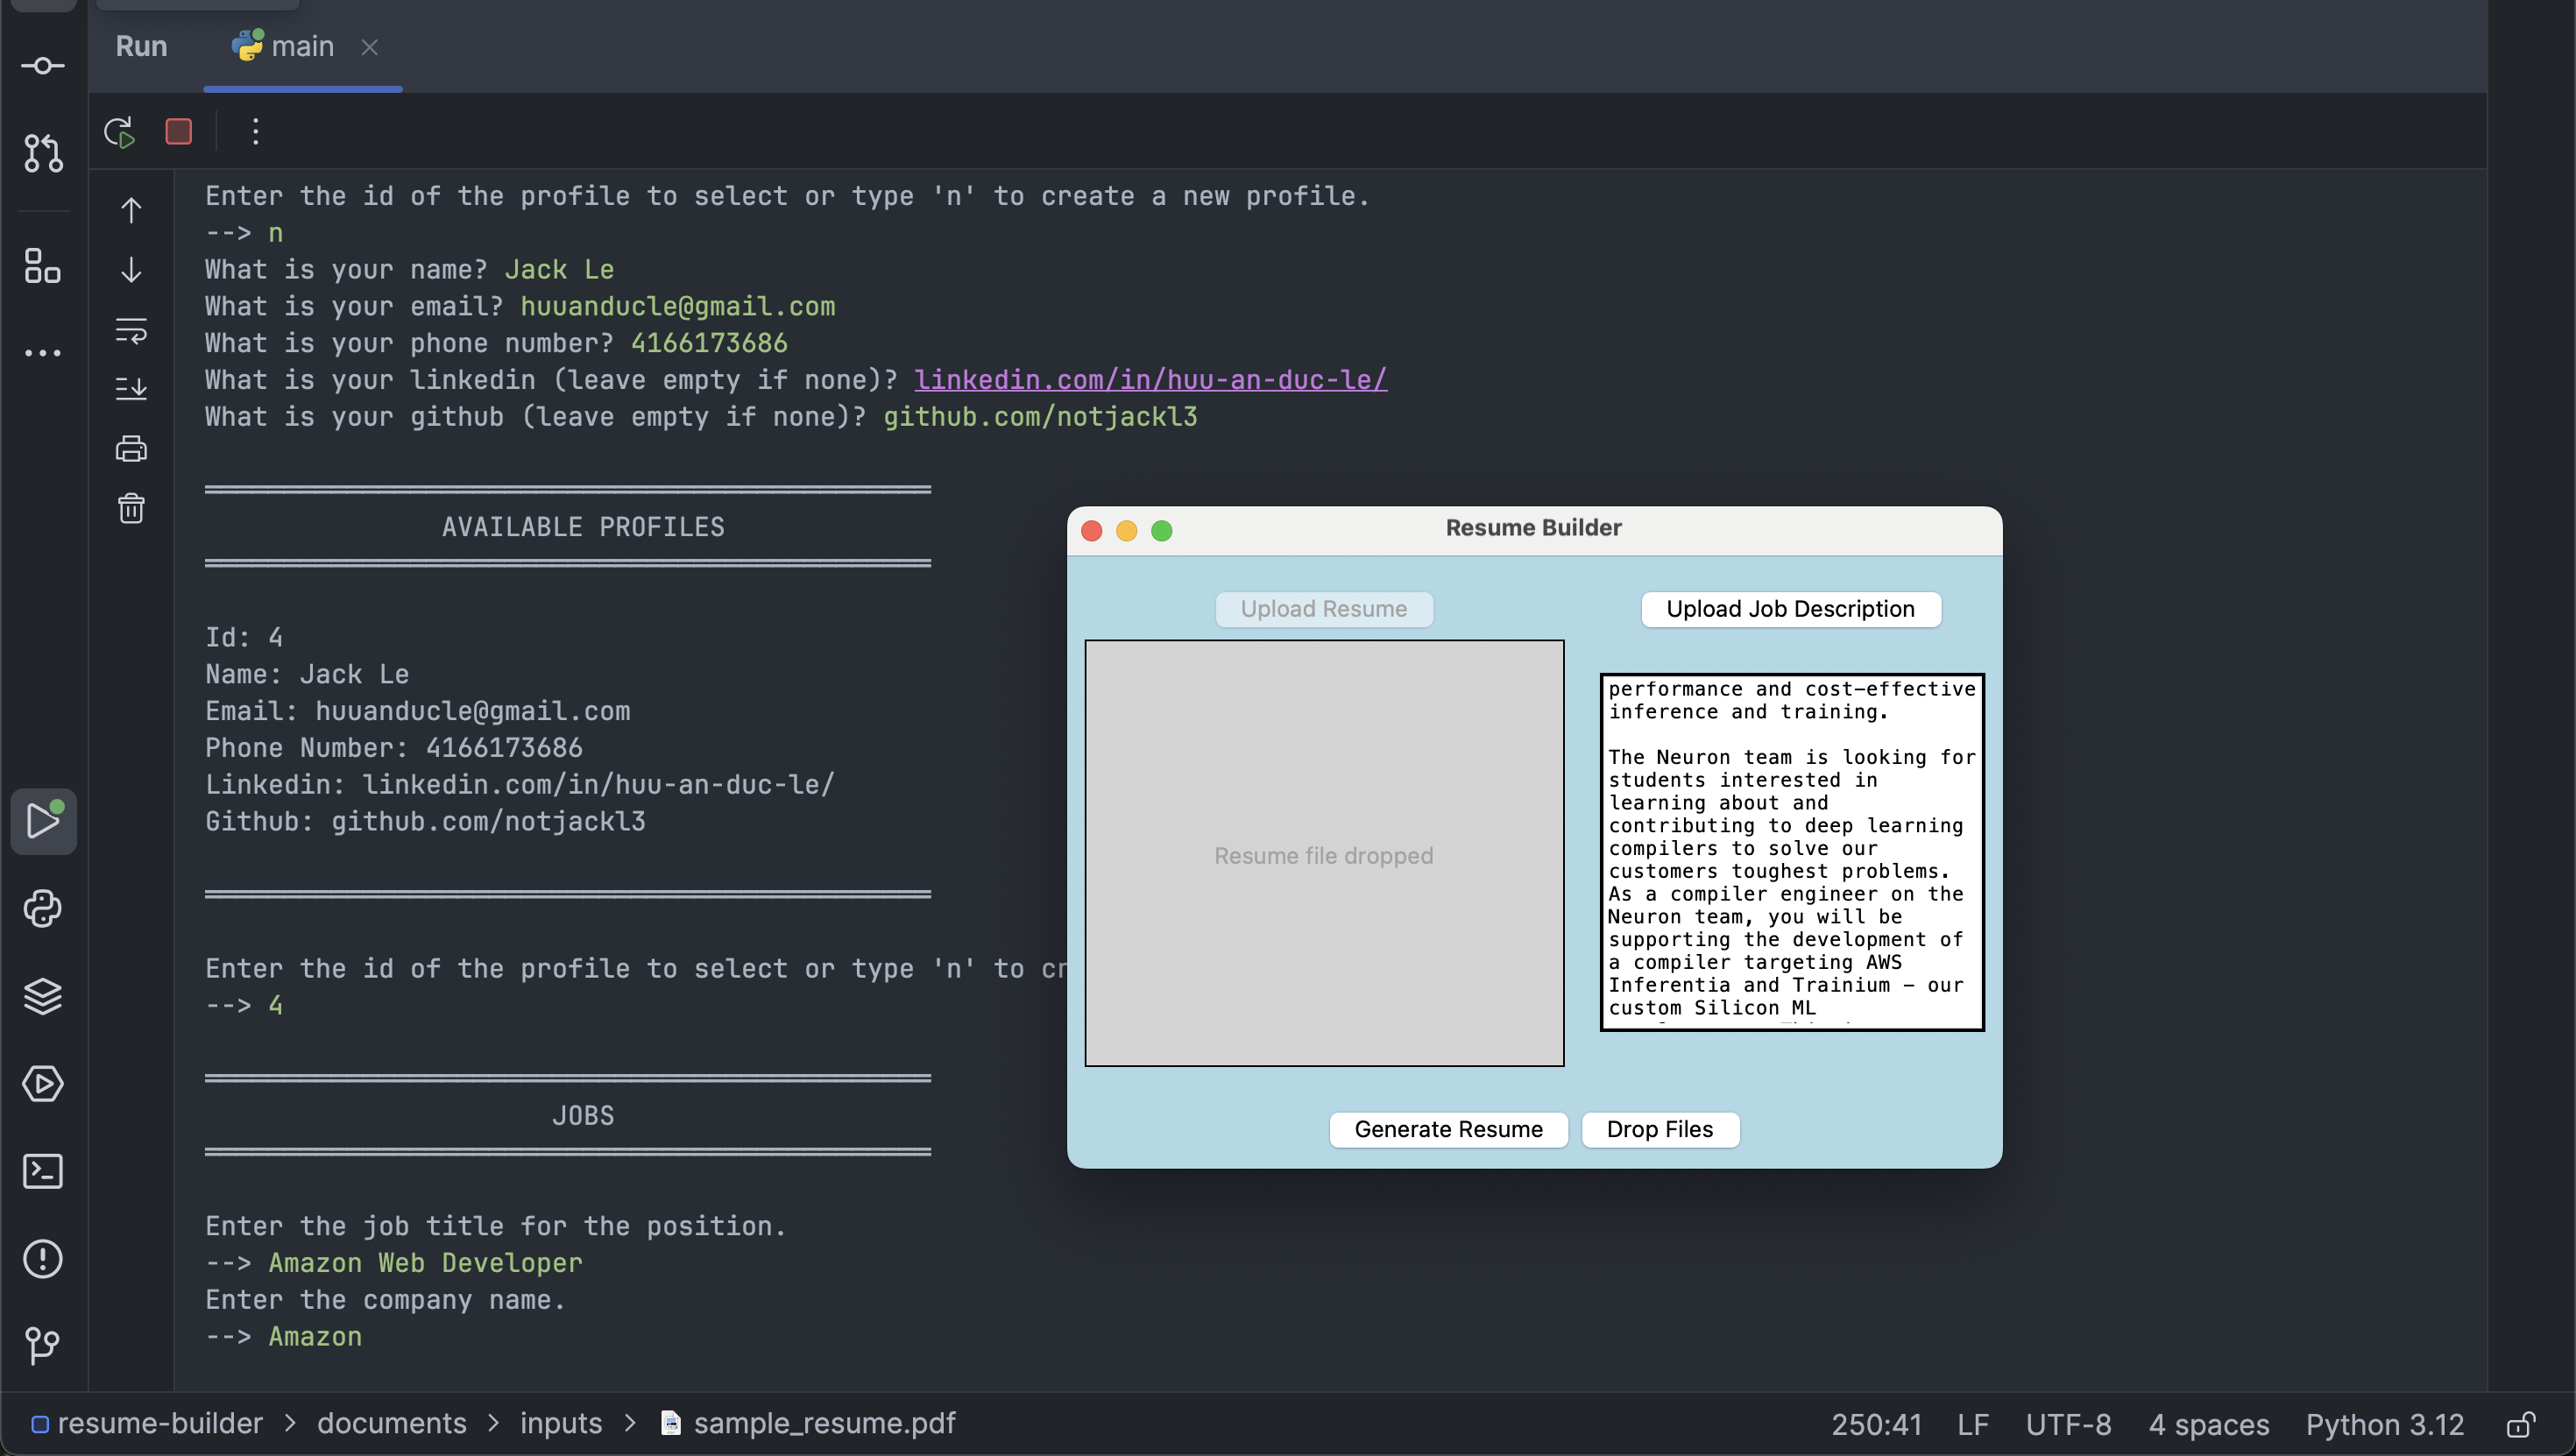 Run main
Enter the id of the profile to select or type 'n' to create a new profile.
--> n
What is your name? Jack Le
What is your email? huuanducle@gmail.com
What is your phone number? 4166173686
What is your linkedin (leave empty if none)? linkedin.com/in/huu-an-duc-le/
What is your github (leave empty if none)? github.com/notjackl3
AVAILABLE PROFILES
Id: 4
Name: Jack Le
Email: huuanducle@gmail.com
Phone Number: 4166173686
Linkedin: linkedin.com/in/huu-an-duc-le/
Github: github.com/notjackl3
Enter the id of the profile to select or type 'n' to cr
--> 4
JOBS
Enter the job title for the position.
--> Amazon Web Developer
Enter the company name.
--> Amazon
Resume Builder
Upload Resume
Upload Job Description
Resume file dropped
performance and cost-effective
inference and training.
The Neuron team is looking for
students interested in
learning about and
contributing to deep learning
compilers to solve our
customers toughest problems.
As a compiler engineer on the
Neuron team, you will be
supporting the development of
a compiler targeting AWS
Inferentia and Trainium – our
custom Silicon ML
Generate Resume
Drop Files
resume-builder > documents > inputs > sample_resume.pdf
250:41 LF UTF-8 4 spaces Python 3.12